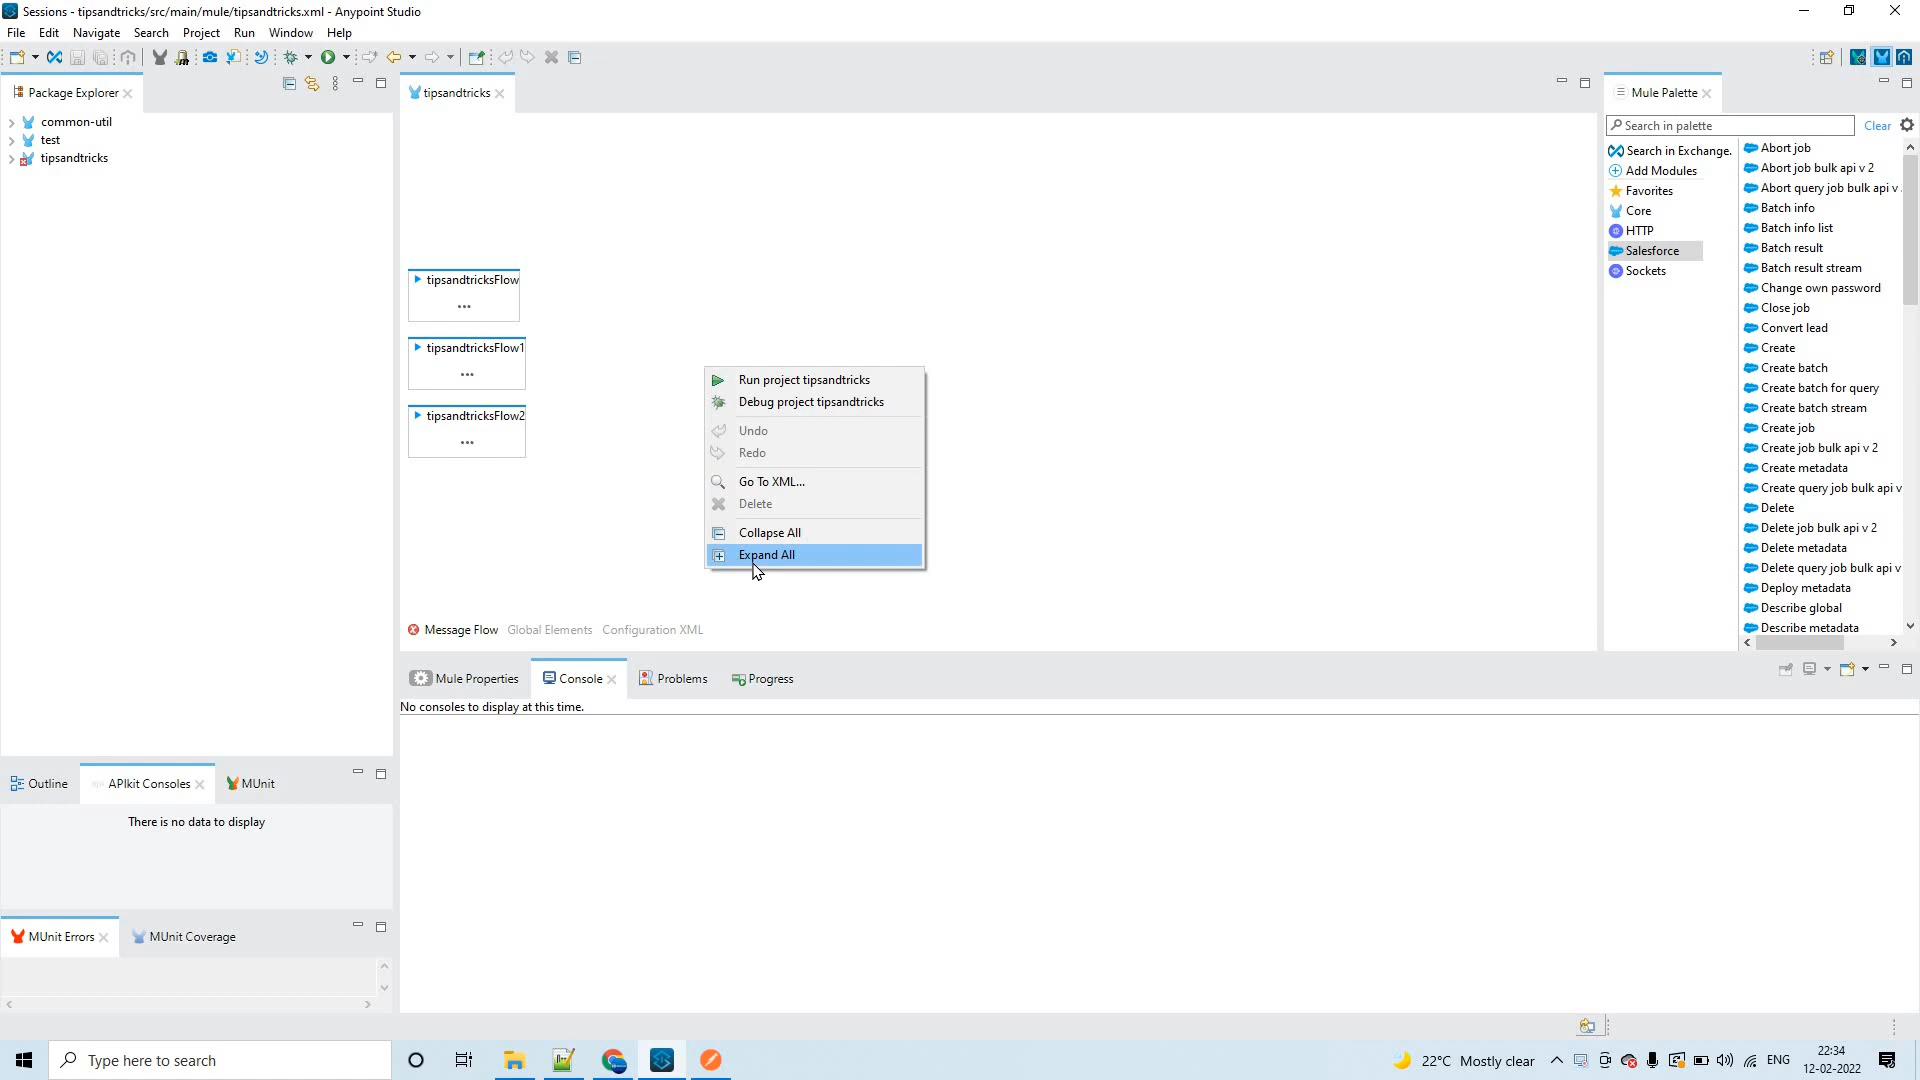 Sessions - tipsandtricks/src/main/mule/tipsandtricks.xml - Anypoint Studio
File Edit Navigate Search Project Run Window Help
Package Explorer
common-util
test
tipsandtricks
tipsandtricks
tipsandtricksFlow
...
tipsandtricksFlow1
...
tipsandtricksFlow2
...
Run project tipsandtricks
Debug project tipsandtricks
Undo
Redo
Go To XML...
Delete
Collapse All
Expand All
Message Flow Global Elements Configuration XML
Mule Palette
Search in palette Clear
Search in Exchange.
Add Modules
Favorites
Core
HTTP
Salesforce
Sockets
Abort job
Abort job bulk api v 2
Abort query job bulk api v
Batch info
Batch info list
Batch result
Batch result stream
Change own password
Close job
Convert lead
Create
Create batch
Create batch for query
Create batch stream
Create job
Create job bulk api v 2
Create metadata
Create query job bulk api v
Delete
Delete job bulk api v 2
Delete metadata
Delete query job bulk api v
Deploy metadata
Describe global
Describe metadata
Mule Properties Console Problems Progress
No consoles to display at this time.
Outline APIkit Consoles MUnit
There is no data to display
MUnit Errors MUnit Coverage
Type here to search
22°C Mostly clear
ENG
22:34
12-02-2022